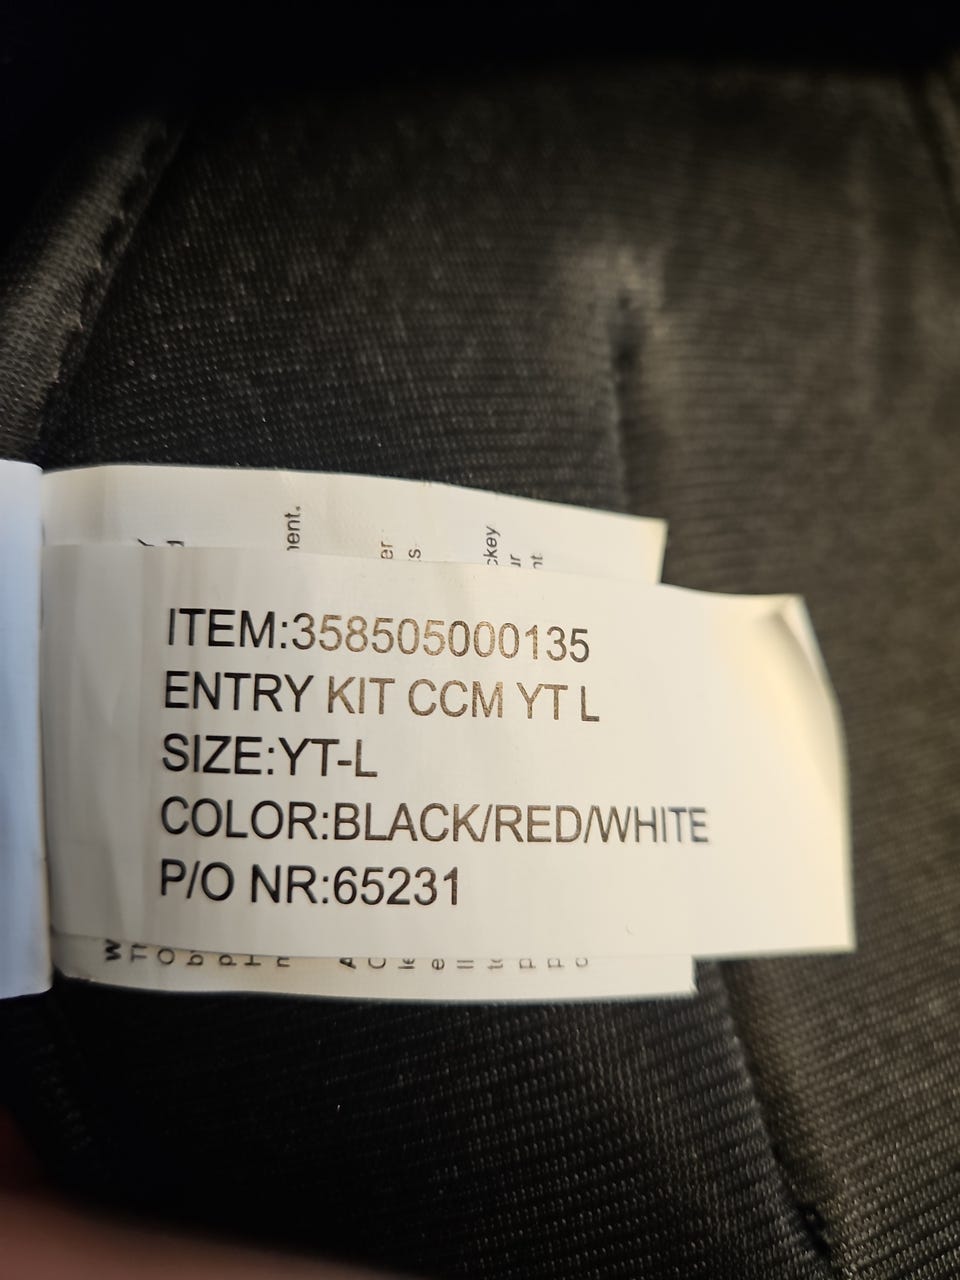 ITEM:358505000135
ENTRY KIT CCM YT L
SIZE:YT-L
COLOR:BLACK/RED/WHITE
P/O NR:65231